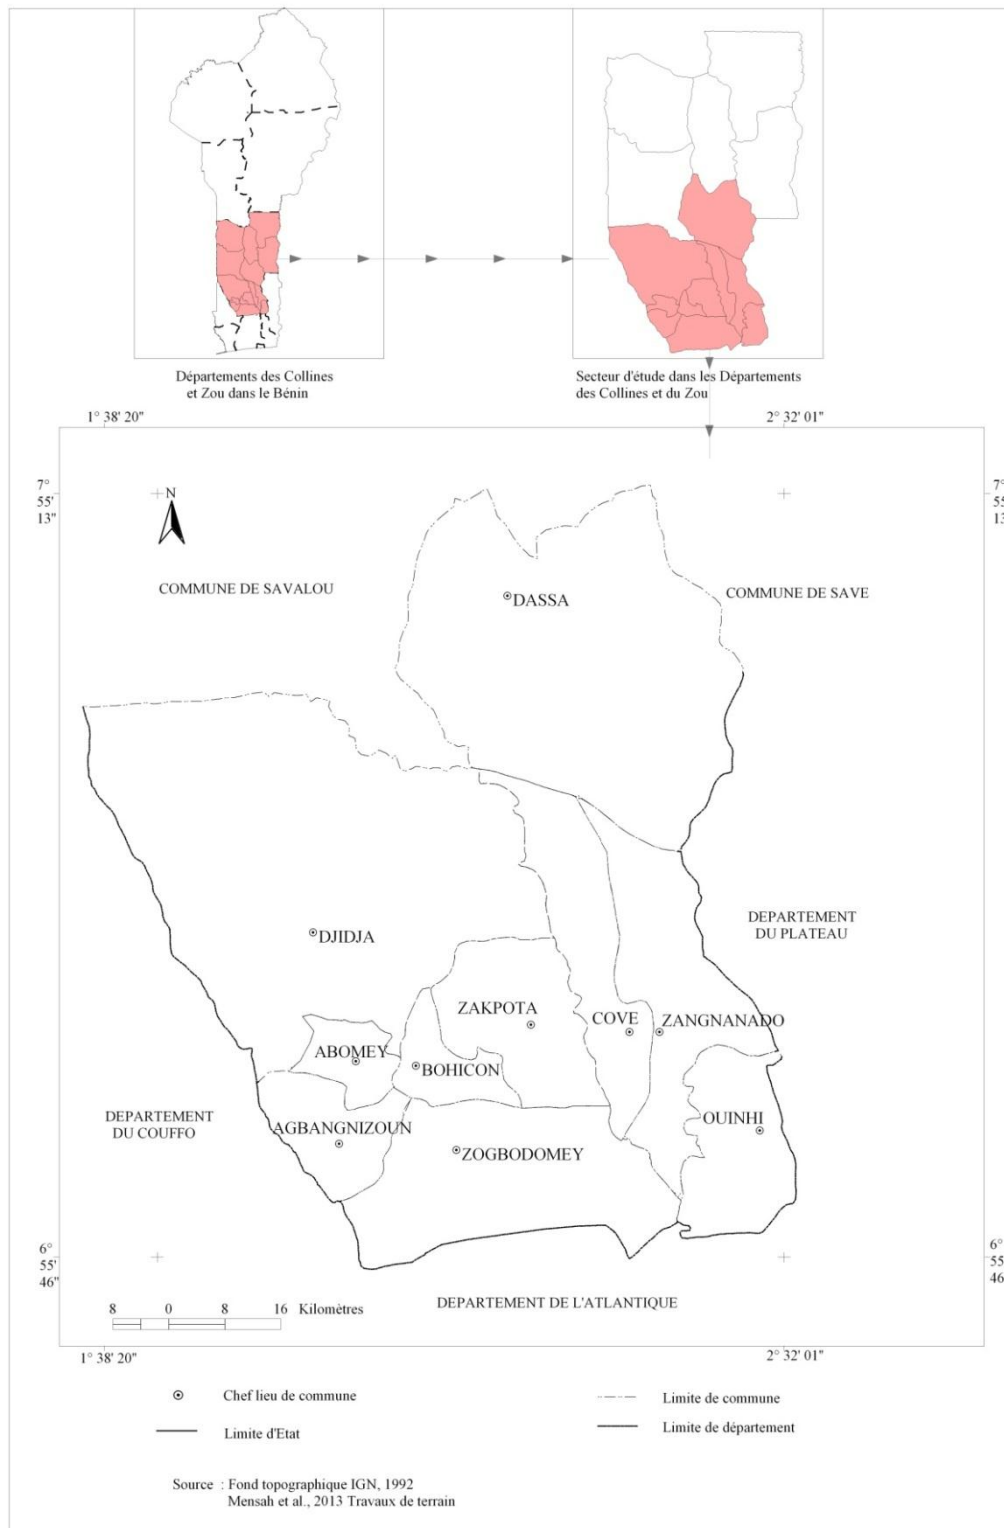 Départements des Collines
et Zou dans le Bénin
Secteur d'étude dans les Départements
des Collines et du Zou
1° 38' 20"
2° 32' 01"
7°
55'
13"
7°
55
13
N
COMMUNE DE SAVALOU
DASSA
COMMUNE DE SAVE
DJIDJA
DEPARTEMENT
DU PLATEAU
ZAKPOTA
COVE
ZANGNANADO
ABOMEY
BOHICON
DEPARTEMENT
DU COUFFO
AGBANGNIZOUN
OUINHI
ZOGBODOMEY
6°
55'
46"
6°
55
46
DEPARTEMENT DE L'ATLANTIQUE
8 0 8 16 Kilomètres
1° 38' 20"
2° 32' 01"
Chef lieu de commune
Limite de commune
Limite d'Etat
Limite de département
Source : Fond topographique IGN, 1992
Mensah et al., 2013 Travaux de terrain